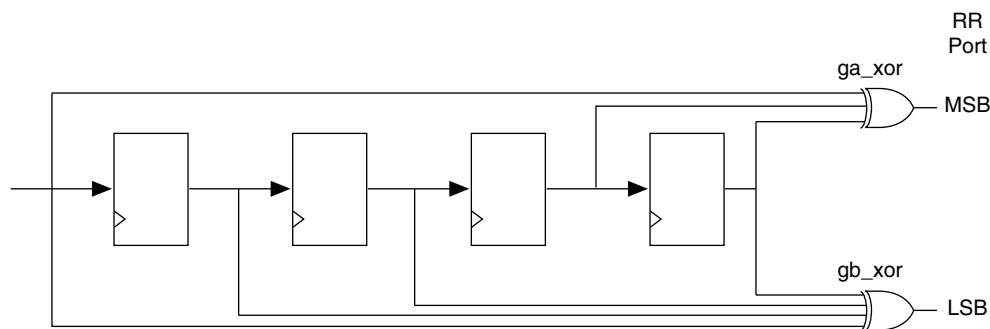 RR
Port
ga_xor
MSB
gb_xor
LSB